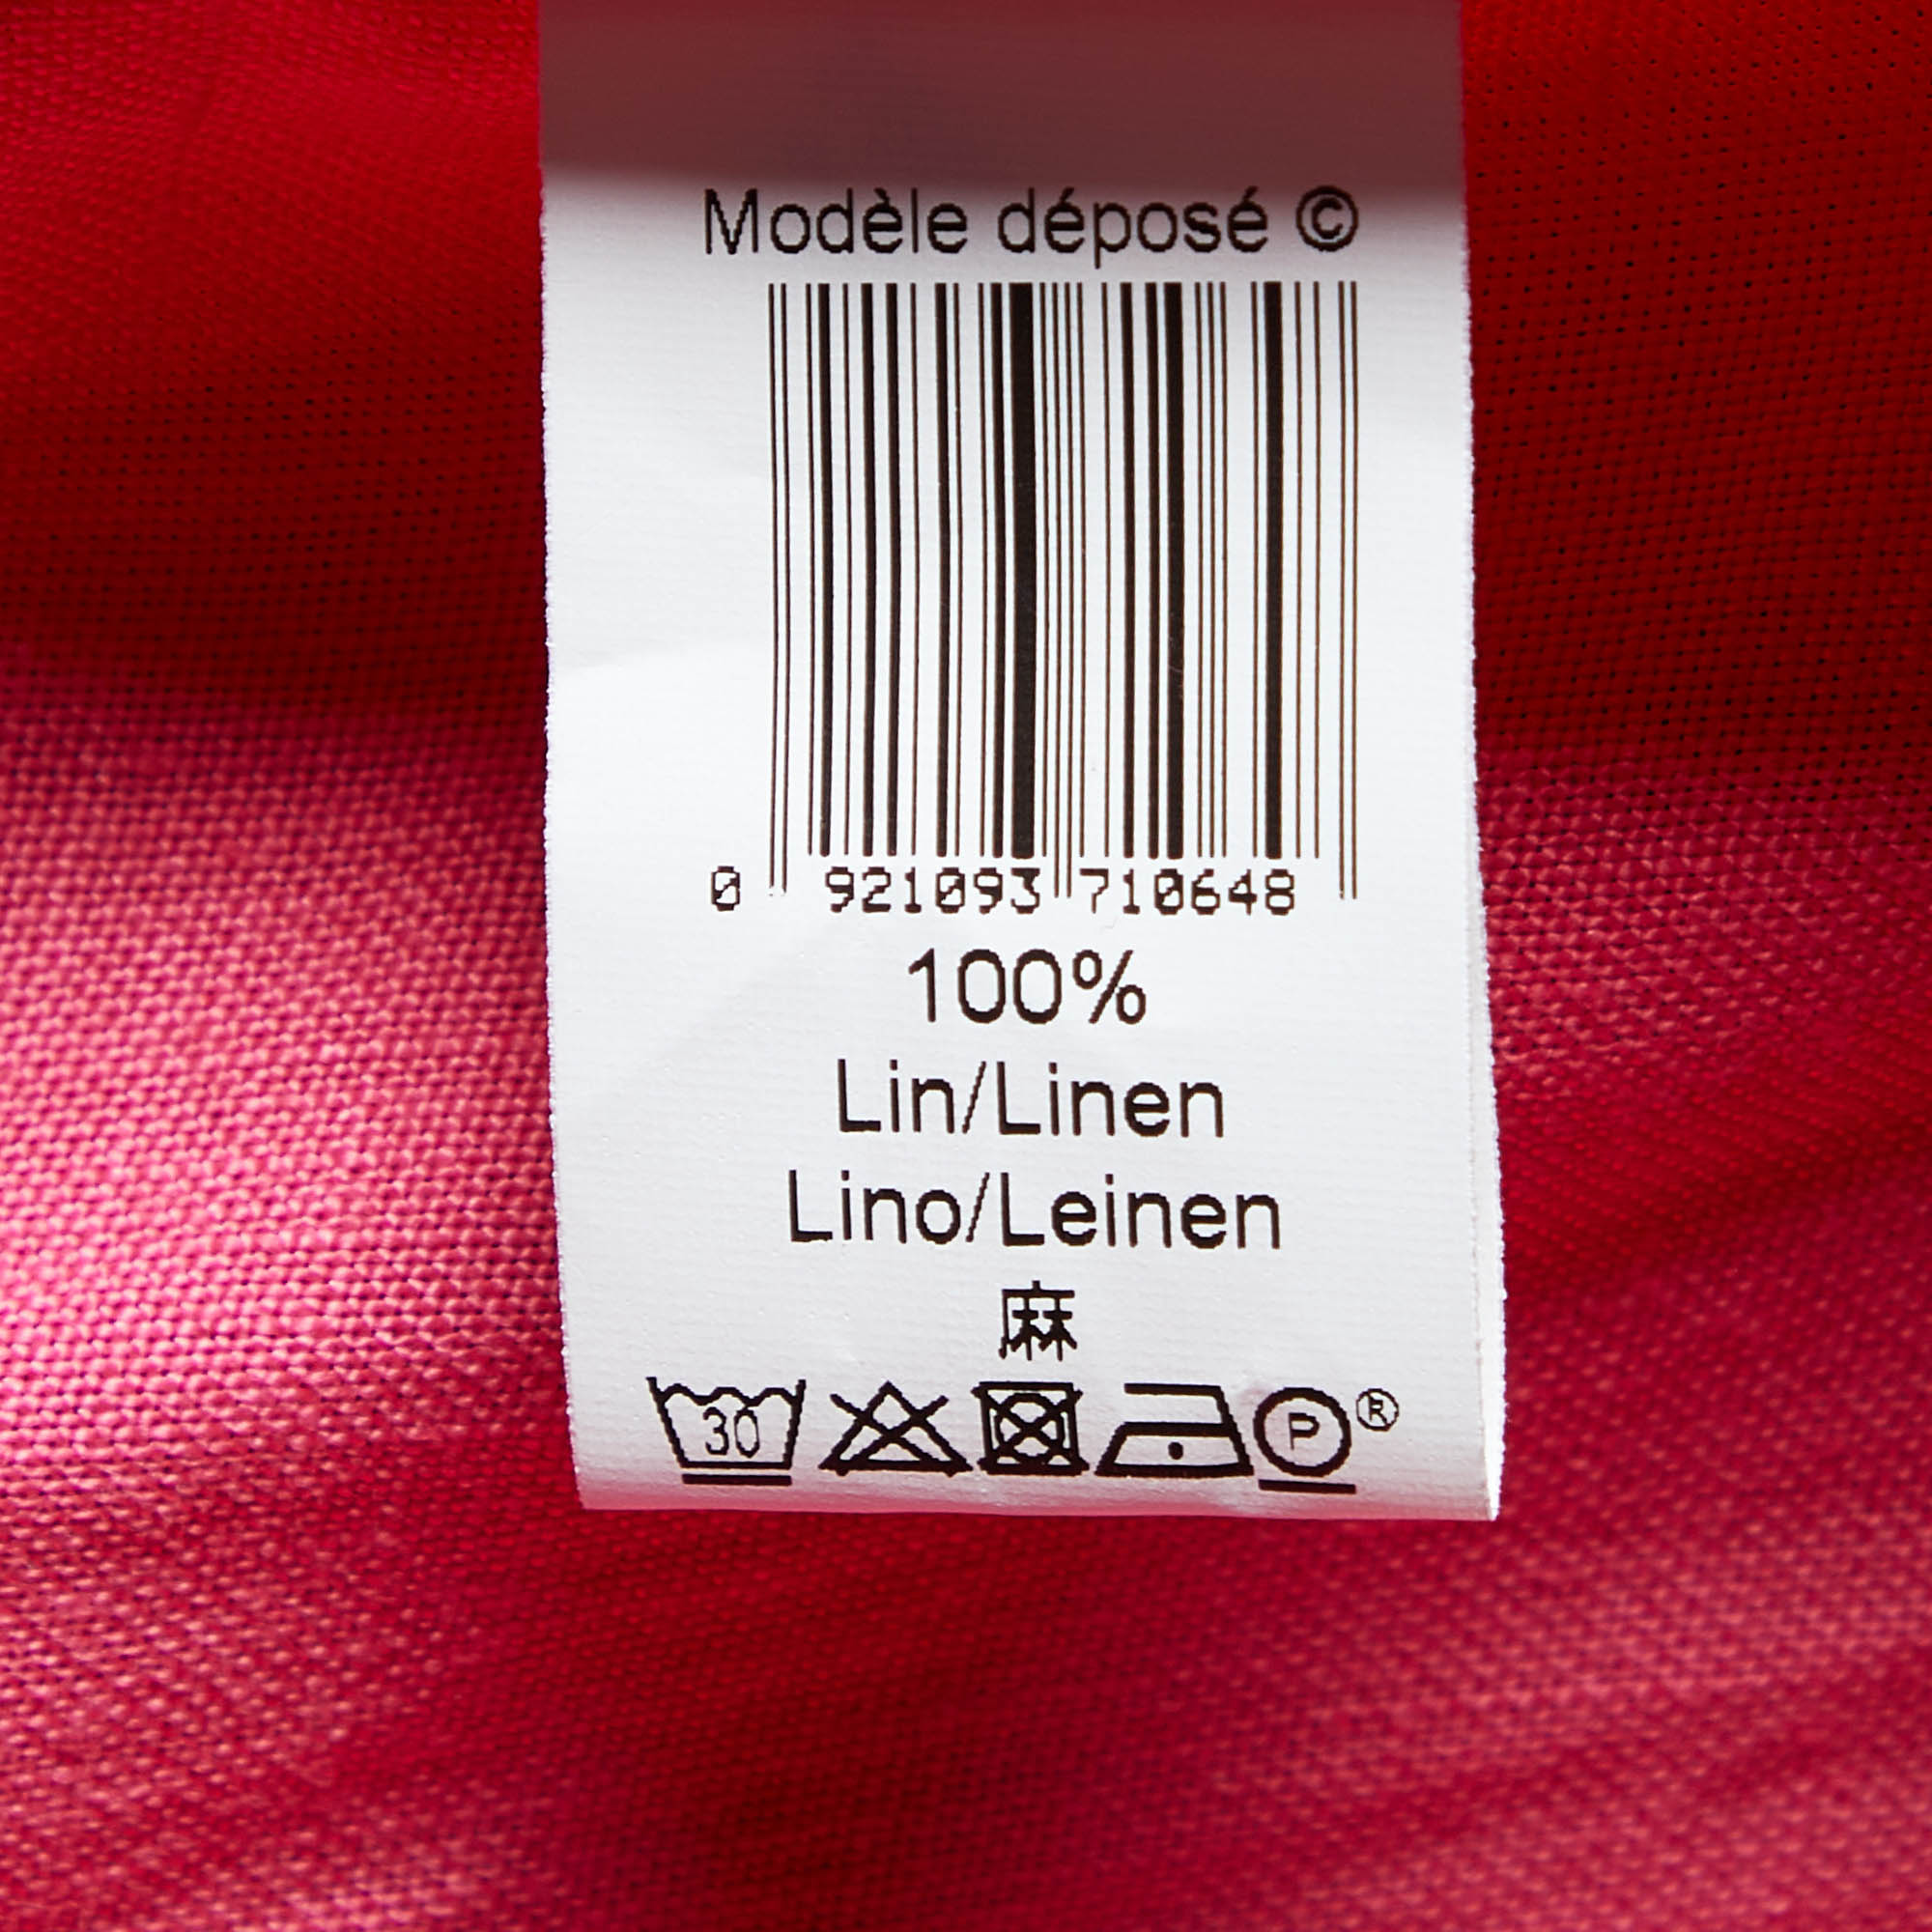 Modèle déposé ©
0 921093 710648
100%
Lin/Linen
Lino/Leinen
麻
30 P ®